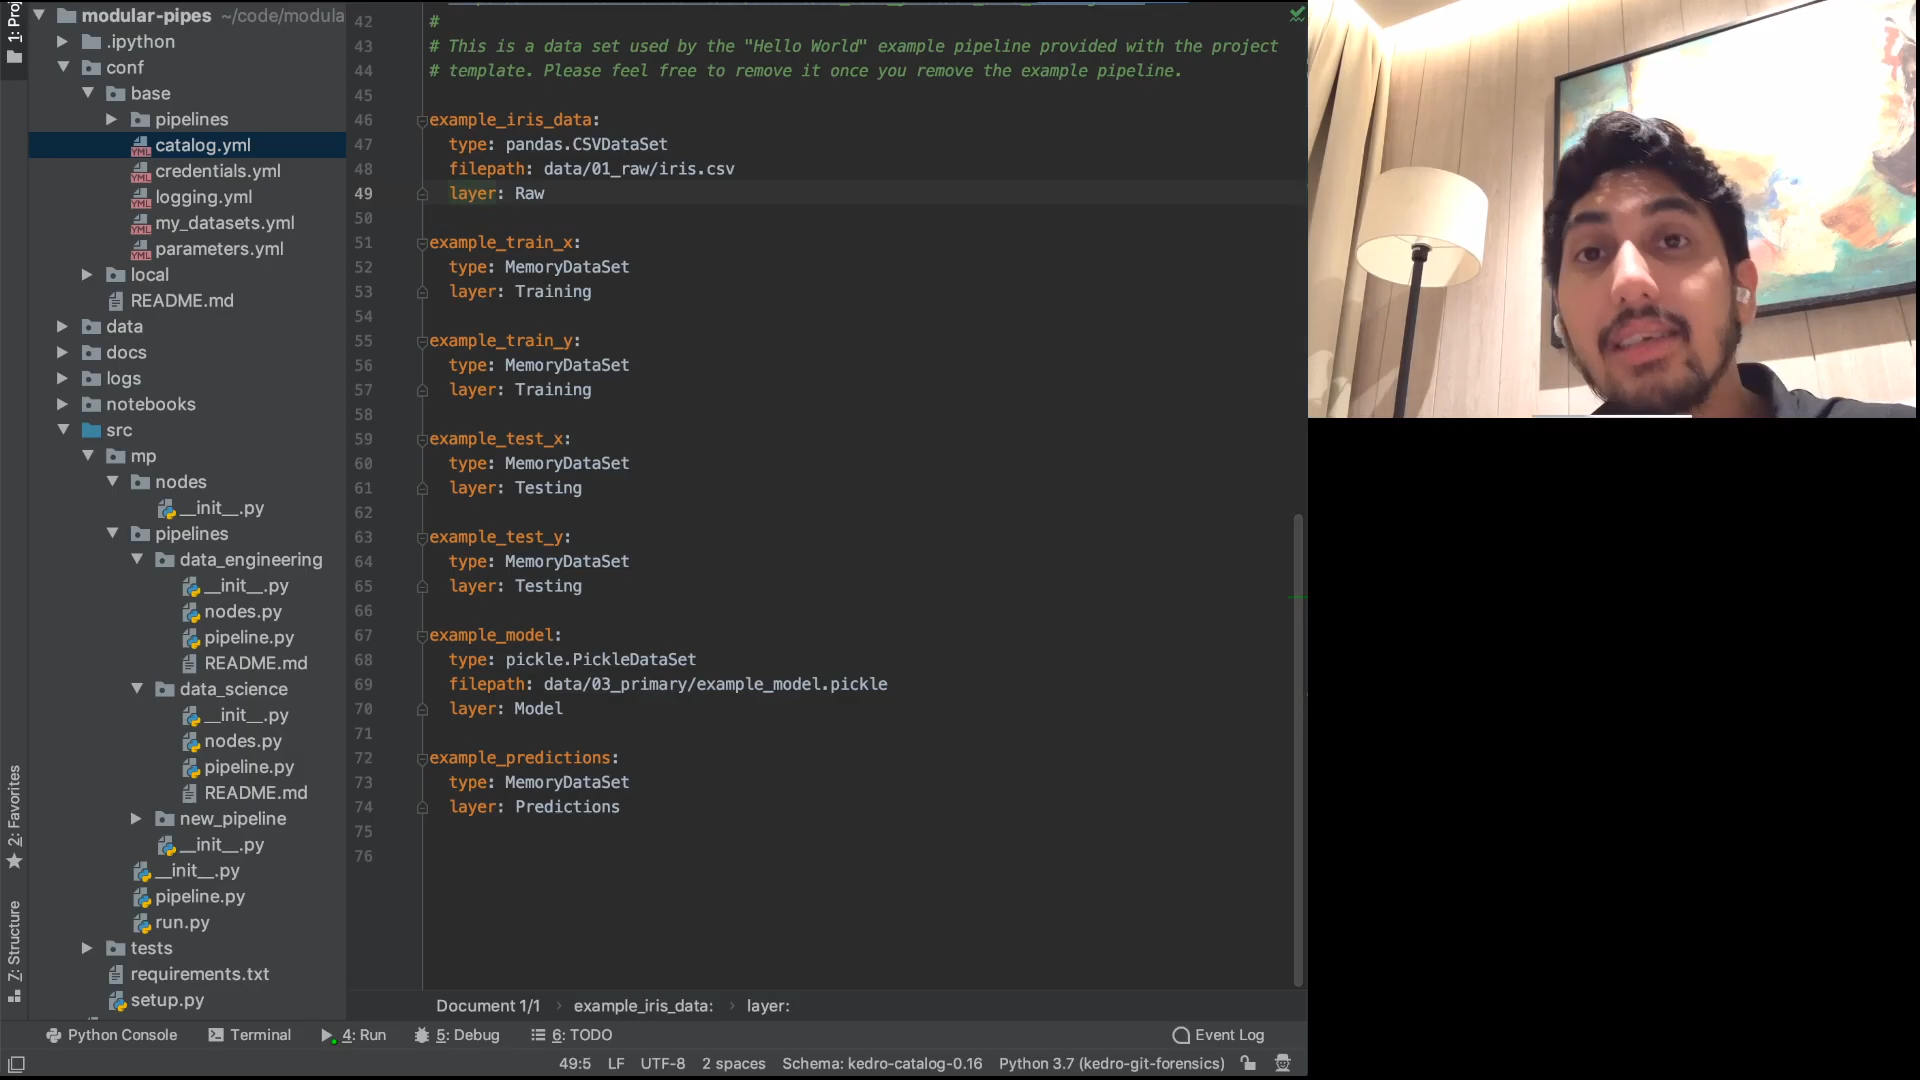 1: Proj
modular-pipes ~/code/modula
.ipython
conf
base
pipelines
catalog.yml
credentials.yml
logging.yml
my_datasets.yml
parameters.yml
local
README.md
data
docs
logs
notebooks
src
mp
nodes
__init__.py
pipelines
data_engineering
__init__.py
nodes.py
pipeline.py
README.md
data_science
__init__.py
nodes.py
pipeline.py
README.md
new_pipeline
__init__.py
__init__.py
pipeline.py
run.py
tests
requirements.txt
setup.py
2: Favorites
Z: Structure
42 #
43 # This is a data set used by the "Hello World" example pipeline provided with the project
44 # template. Please feel free to remove it once you remove the example pipeline.
45
46 example_iris_data:
47 type: pandas.CSVDataSet
48 filepath: data/01_raw/iris.csv
49 layer: Raw
50
51 example_train_x:
52 type: MemoryDataSet
53 layer: Training
54
55 example_train_y:
56 type: MemoryDataSet
57 layer: Training
58
59 example_test_x:
60 type: MemoryDataSet
61 layer: Testing
62
63 example_test_y:
64 type: MemoryDataSet
65 layer: Testing
66
67 example_model:
68 type: pickle.PickleDataSet
69 filepath: data/03_primary/example_model.pickle
70 layer: Model
71
72 example_predictions:
73 type: MemoryDataSet
74 layer: Predictions
75
76
Document 1/1 › example_iris_data: › layer:
Python Console Terminal 4: Run 5: Debug 6: TODO Event Log
49:5 LF UTF-8 2 spaces Schema: kedro-catalog-0.16 Python 3.7 (kedro-git-forensics)